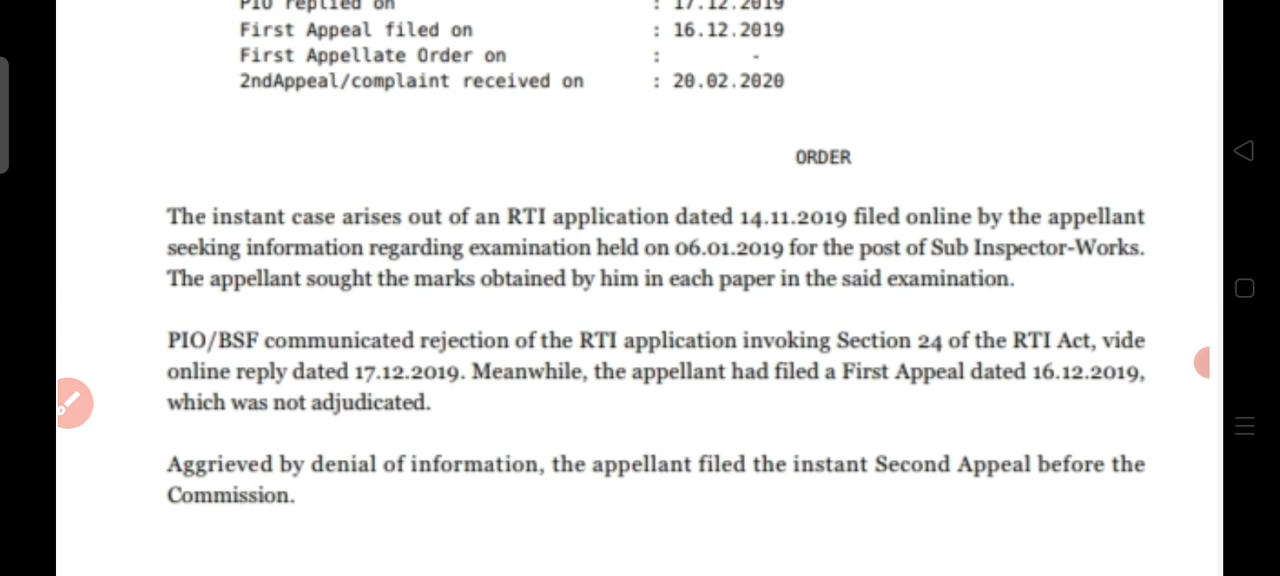 PIO replied on : 17.12.2019
First Appeal filed on : 16.12.2019
First Appellate Order on : -
2ndAppeal/complaint received on : 20.02.2020
ORDER
The instant case arises out of an RTI application dated 14.11.2019 filed online by the appellant
seeking information regarding examination held on 06.01.2019 for the post of Sub Inspector-Works.
The appellant sought the marks obtained by him in each paper in the said examination.
PIO/BSF communicated rejection of the RTI application invoking Section 24 of the RTI Act, vide
online reply dated 17.12.2019. Meanwhile, the appellant had filed a First Appeal dated 16.12.2019,
which was not adjudicated.
Aggrieved by denial of information, the appellant filed the instant Second Appeal before the
Commission.